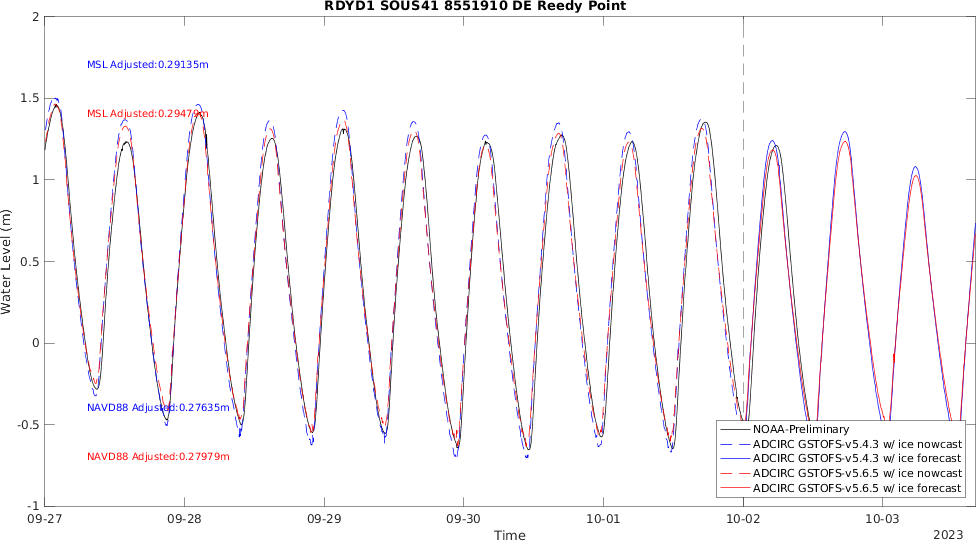 RDYD1 SOUS41 8551910 DE Reedy Point
Water Level (m)
2
1.5
1
0.5
0
-0.5
-1
MSL Adjusted:0.29135m
MSL Adjusted:0.29479m
NAVD88 Adjusted:0.27635m
NAVD88 Adjusted:0.27979m
NOAA-Preliminary
ADCIRC GSTOFS-v5.4.3 w/ ice nowcast
ADCIRC GSTOFS-v5.4.3 w/ ice forecast
ADCIRC GSTOFS-v5.6.5 w/ ice nowcast
ADCIRC GSTOFS-v5.6.5 w/ ice forecast
09-27 09-28 09-29 09-30 10-01 10-02 10-03
Time
2023